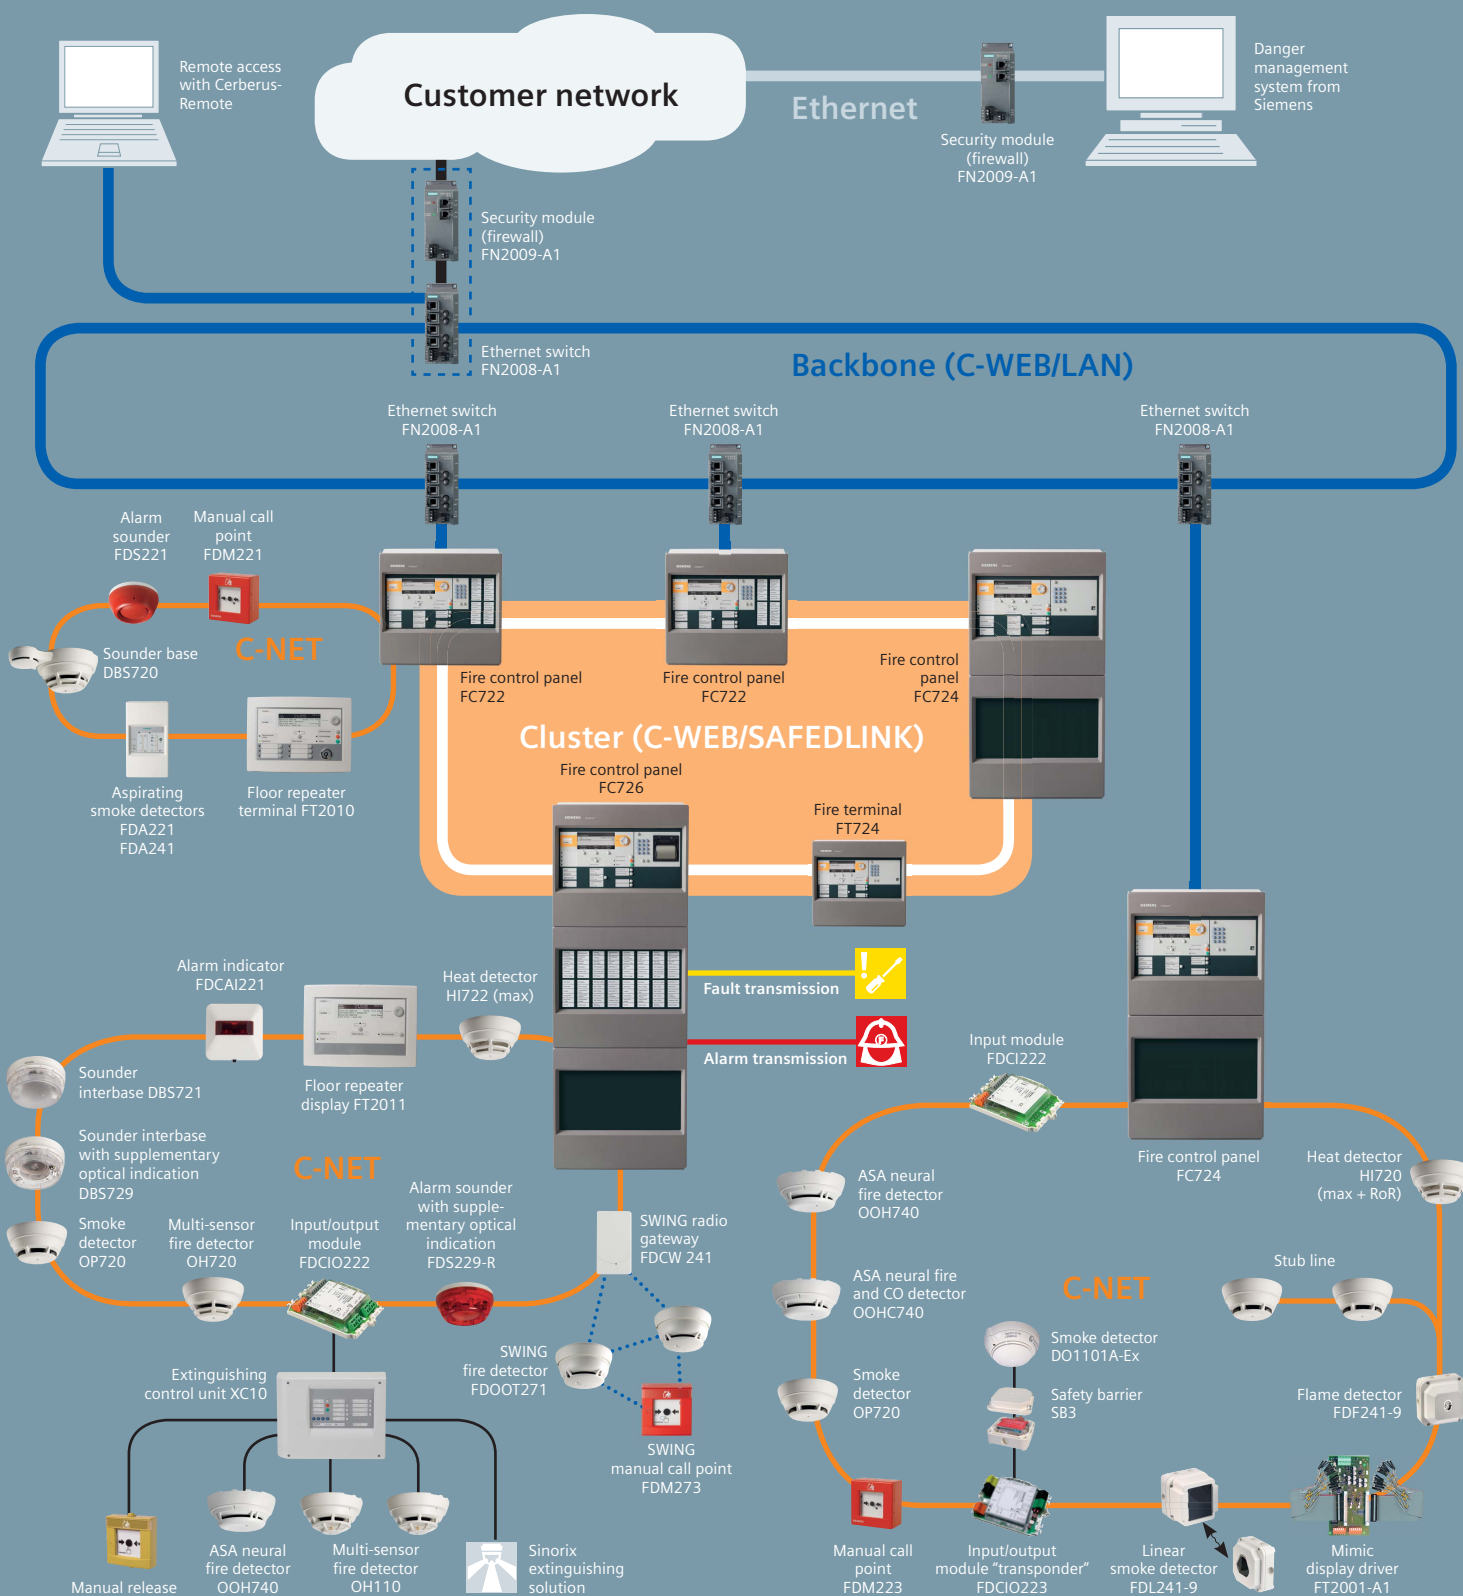 Remote access
with Cerberus-
Remote
Customer network
Ethernet
Security module
(firewall)
FN2009-A1
Danger
management
system from
Siemens
Security module
(firewall)
FN2009-A1
Ethernet switch
FN2008-A1
Backbone (C-WEB/LAN)
Ethernet switch
FN2008-A1
Ethernet switch
FN2008-A1
Ethernet switch
FN2008-A1
Alarm
sounder
FDS221
Manual call
point
FDM221
C-NET
Sounder base
DBS720
Aspirating
smoke detectors
FDA221
FDA241
Floor repeater
terminal FT2010
Fire control panel
FC722
Fire control panel
FC722
Fire control
panel
FC724
Cluster (C-WEB/SAFEDLINK)
Fire control panel
FC726
Fire terminal
FT724
Fault transmission
Alarm transmission
Alarm indicator
FDCAI221
Heat detector
HI722 (max)
Floor repeater
display FT2011
Sounder
interbase DBS721
Sounder interbase
with supplementary
optical indication
DBS729
C-NET
Smoke
detector
OP720
Multi-sensor
fire detector
OH720
Input/output
module
FDCIO222
Alarm sounder
with supple-
mentary optical
indication
FDS229-R
SWING radio
gateway
FDCW 241
SWING
fire detector
FDOOT271
SWING
manual call point
FDM273
Extinguishing
control unit XC10
Manual release
ASA neural
fire detector
OOH740
Multi-sensor
fire detector
OH110
Sinorix
extinguishing
solution
Input module
FDCI222
Fire control panel
FC724
Heat detector
HI720
(max + RoR)
ASA neural
fire detector
OOH740
ASA neural fire
and CO detector
OOHC740
C-NET
Stub line
Smoke detector
DO1101A-Ex
Safety barrier
SB3
Smoke
detector
OP720
Flame detector
FDF241-9
Manual call
point
FDM223
Input/output
module "transponder"
FDCIO223
Linear
smoke detector
FDL241-9
Mimic
display driver
FT2001-A1